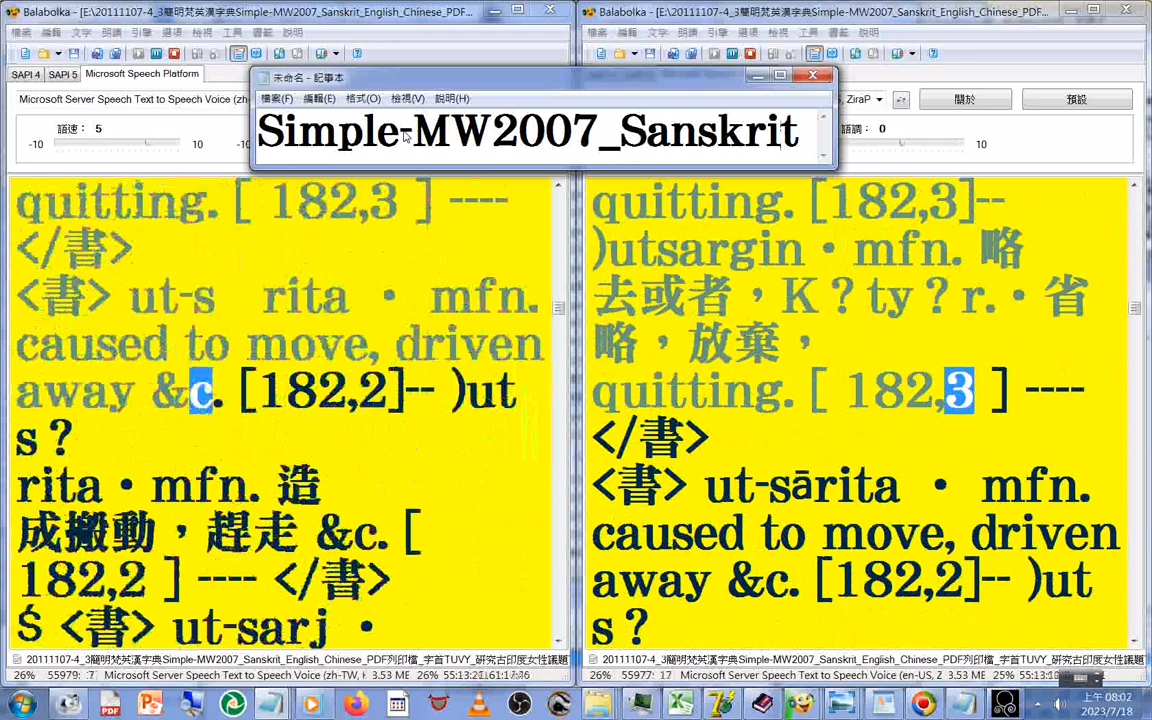 Balabolka - [E:\20111107-4_3簡明梵英漢字典Simple-MW2007_Sanskrit_English_Chinese_PDF...
Balabolka - [E:\20111107-4_3簡明梵英漢字典Simple-MW2007_Sanskrit_English_Chinese_PDF...
檔案 編輯 文字 朗讀 引擎 選項 檢視 工具 書籤 說明
檔案 編輯 文字 朗讀 引擎 選項 檢視 工具 書籤 說明
SAPI 4 SAPI 5 Microsoft Speech Platform
未命名 - 記事本
檔案(F) 編輯(E) 格式(O) 檢視(V) 說明(H)
Simple-MW2007_Sanskrit
Microsoft Server Speech Text to Speech Voice (zh-
, ZiraP
關於
預設
語速： 5
-10
10
語調： 0
10
quitting. [ 182,3 ] ----
</書>
<書> ut-s rita · mfn.
caused to move, driven
away &c. [182,2]-- )ut
s？
rita · mfn. 造
成搬動，趕走 &c. [
182,2 ] ---- </書>
Ś <書> ut-sarj ·
quitting. [182,3]--
)utsargin · mfn. 略
去或者，K？ty？r. · 省
略，放棄，
quitting. [ 182,3 ] ----
</書>
<書> ut-sārita · mfn.
caused to move, driven
away &c. [182,2]-- )ut
s？
20111107-4_3簡明梵英漢字典Simple-MW2007_Sanskrit_English_Chinese_PDF列印檔_字首TUVY_研究古印度女性議題
20111107-4_3簡明梵英漢字典Simple-MW2007_Sanskrit_English_Chinese_PDF列印檔_字首TUVY_研究古印度女性議題
26%
Microsoft Server Speech Text to Speech Voice (zh-TW,
3.53 MB
26%
Microsoft Server Speech Text to Speech Voice (en-US, Z
3.53 MB
上午 08:02
2023/7/18